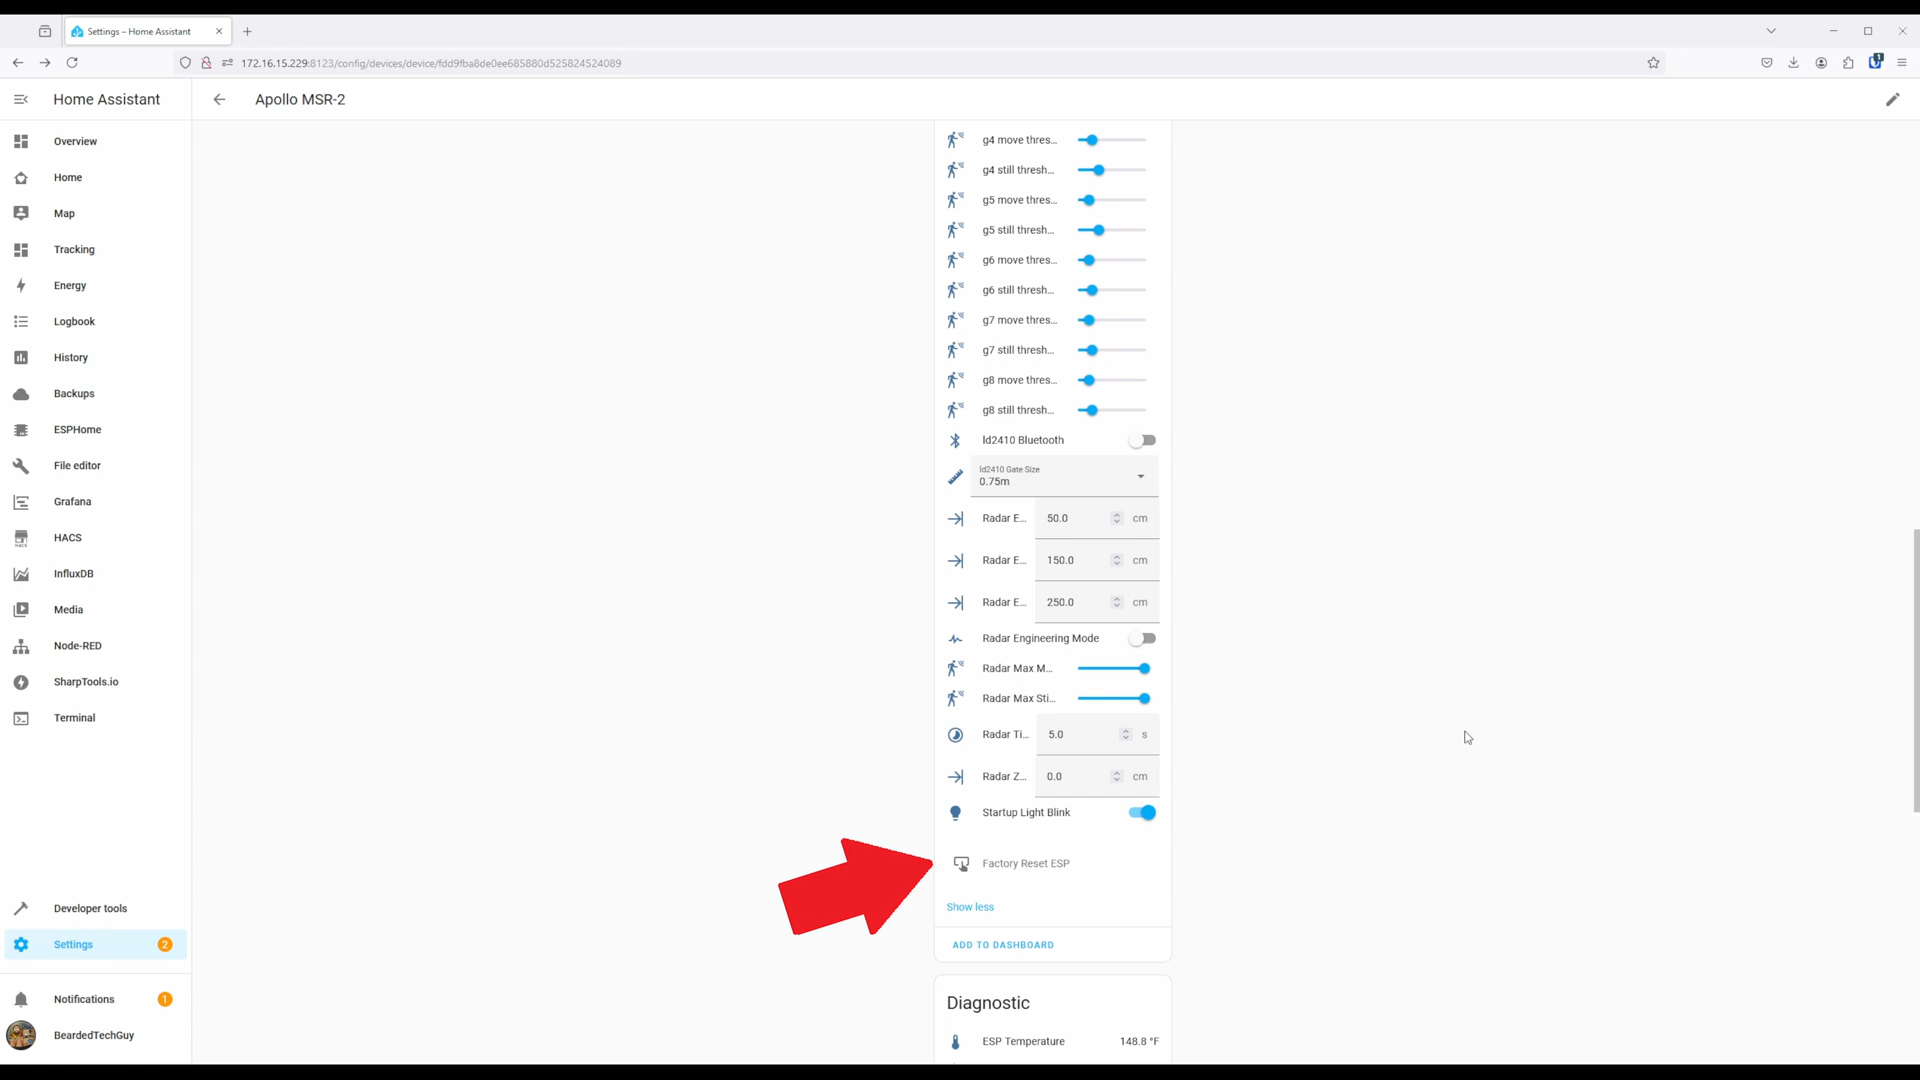 Settings – Home Assistant
172.16.15.229:8123/config/devices/device/fdd9fba8de0ee685880d525824524089
1
Home Assistant
Apollo MSR-2
Overview
Home
Map
Tracking
Energy
Logbook
History
Backups
ESPHome
File editor
Grafana
HACS
InfluxDB
Media
Node-RED
SharpTools.io
Terminal
Developer tools
Settings 2
Notifications 1
BeardedTechGuy
g4 move thres...
g4 still thresh...
g5 move thres...
g5 still thresh...
g6 move thres...
g6 still thresh...
g7 move thres...
g7 still thresh...
g8 move thres...
g8 still thresh...
ld2410 Bluetooth
ld2410 Gate Size
0.75m
Radar E... 50.0 cm
Radar E... 150.0 cm
Radar E... 250.0 cm
Radar Engineering Mode
Radar Max M...
Radar Max Sti...
Radar Ti... 5.0 s
Radar Z... 0.0 cm
Startup Light Blink
Factory Reset ESP
Show less
ADD TO DASHBOARD
Diagnostic
ESP Temperature 148.8 °F